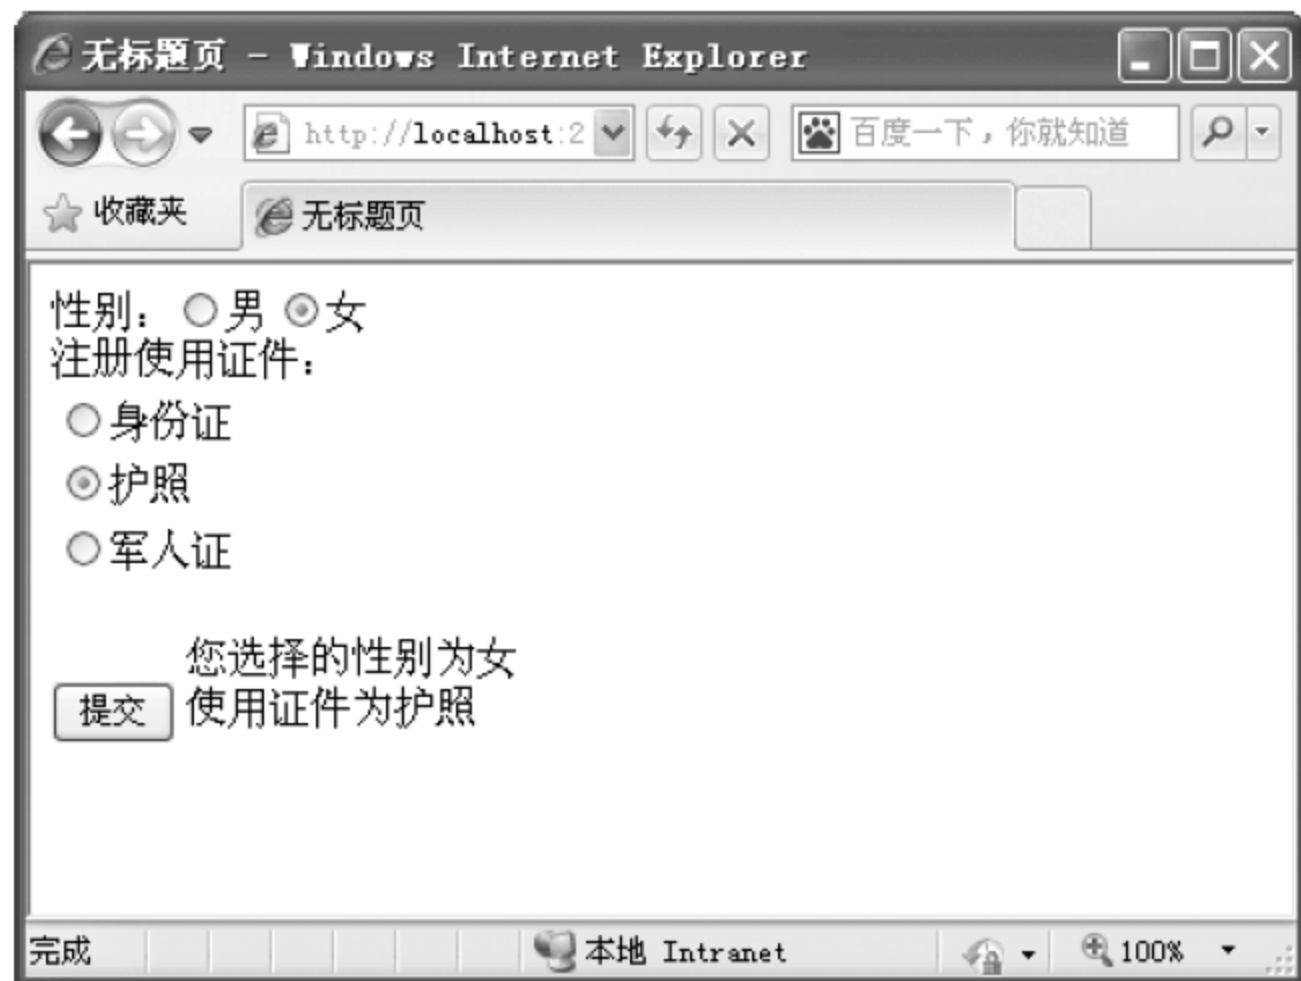 无标题页 - Windows Internet Explorer
http://localhost:2
百度一下，你就知道
收藏夹
无标题页
性别： 男 女
注册使用证件：
身份证
护照
军人证
您选择的性别为女
提交 使用证件为护照
完成 本地 Intranet 100%